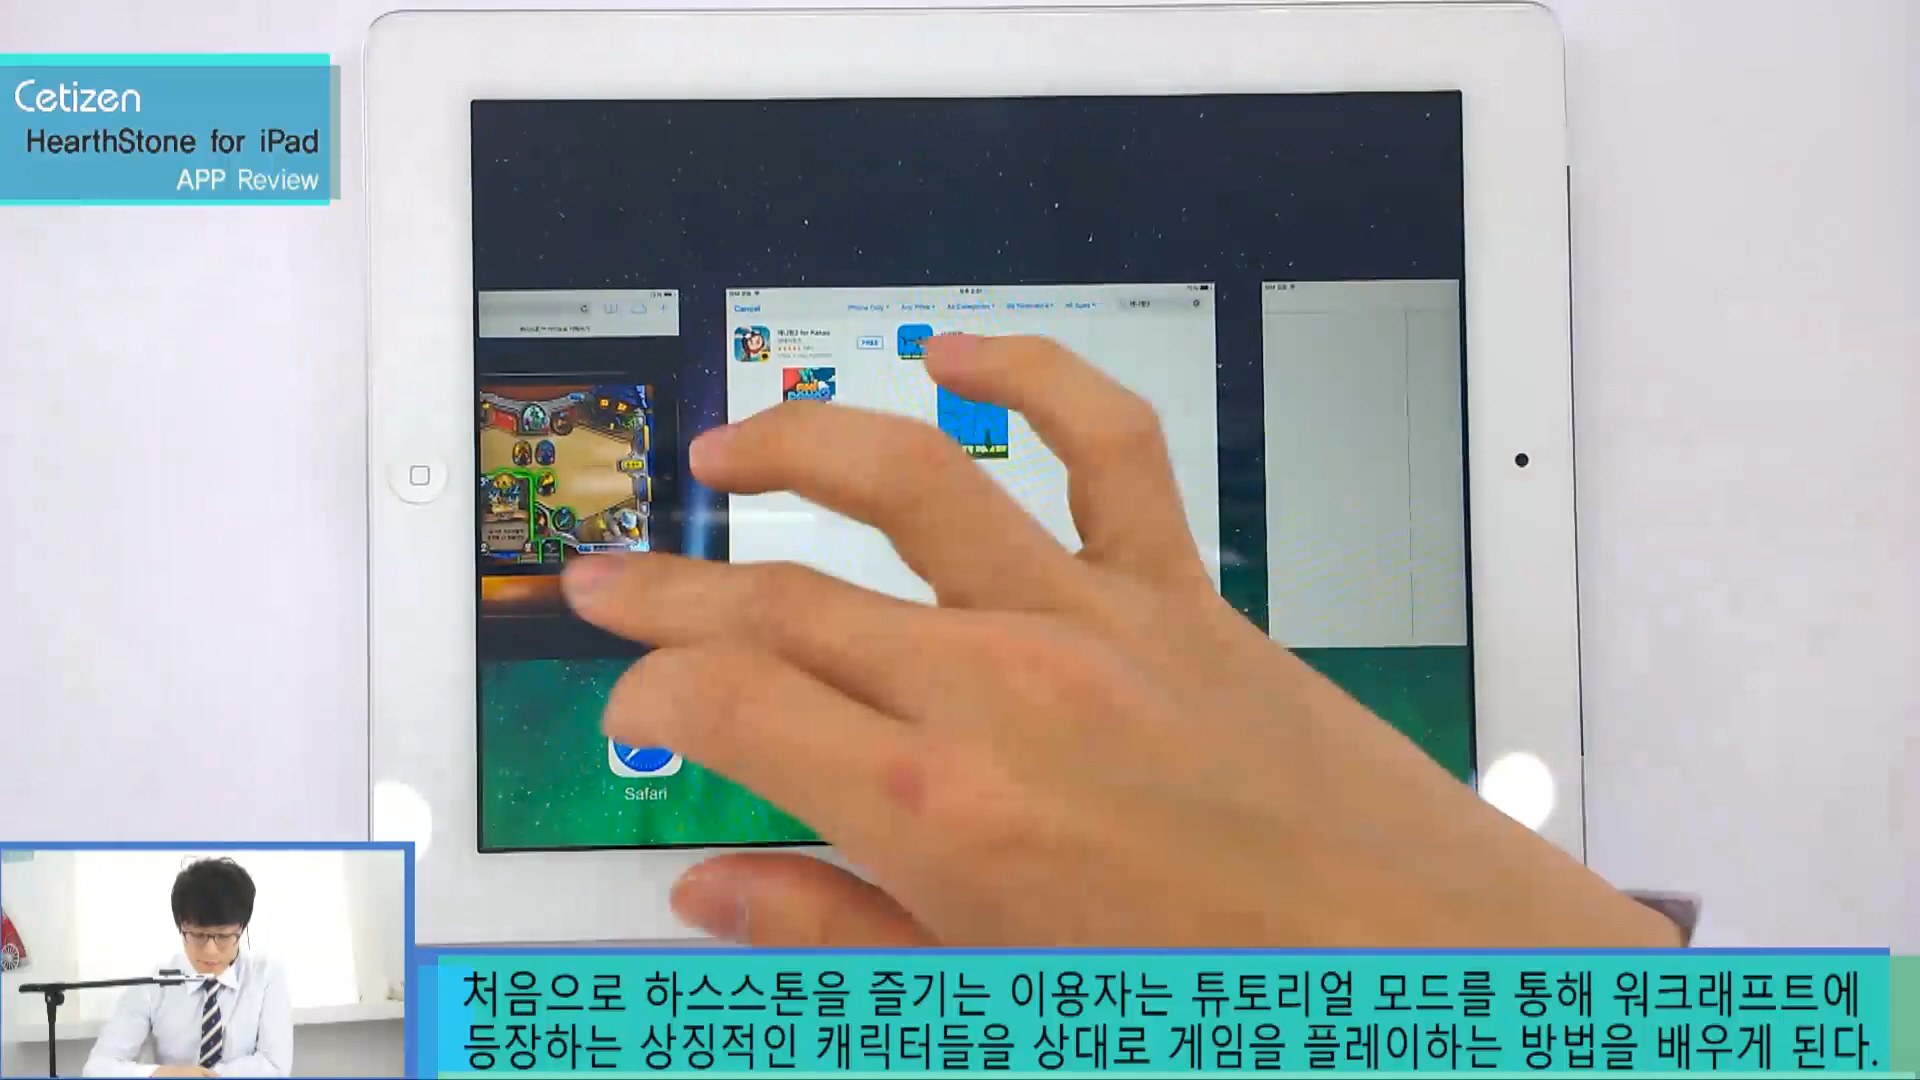 Cetizen
HearthStone for iPad
APP Review
Cancel
FREE
Safari
처음으로 하스스톤을 즐기는 이용자는 튜토리얼 모드를 통해 워크래프트에
등장하는 상징적인 캐릭터들을 상대로 게임을 플레이하는 방법을 배우게 된다.